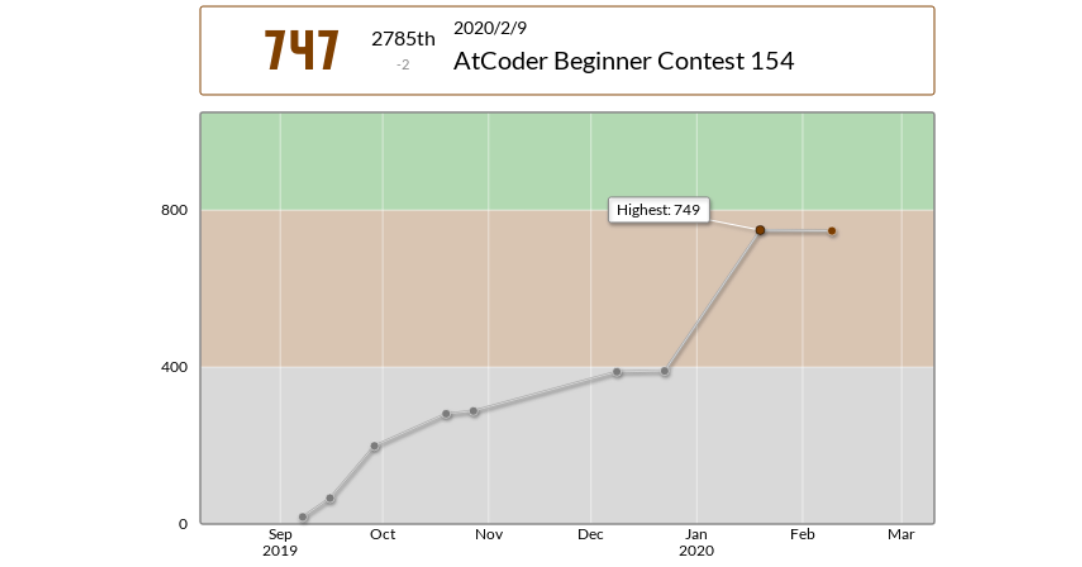 747
2785th
-2
2020/2/9
AtCoder Beginner Contest 154
Highest: 749
800
400
0
Sep
2019
Oct
Nov
Dec
Jan
2020
Feb
Mar